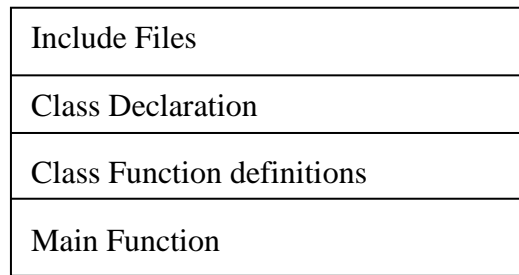 Include Files
Class Declaration
Class Function definitions
Main Function